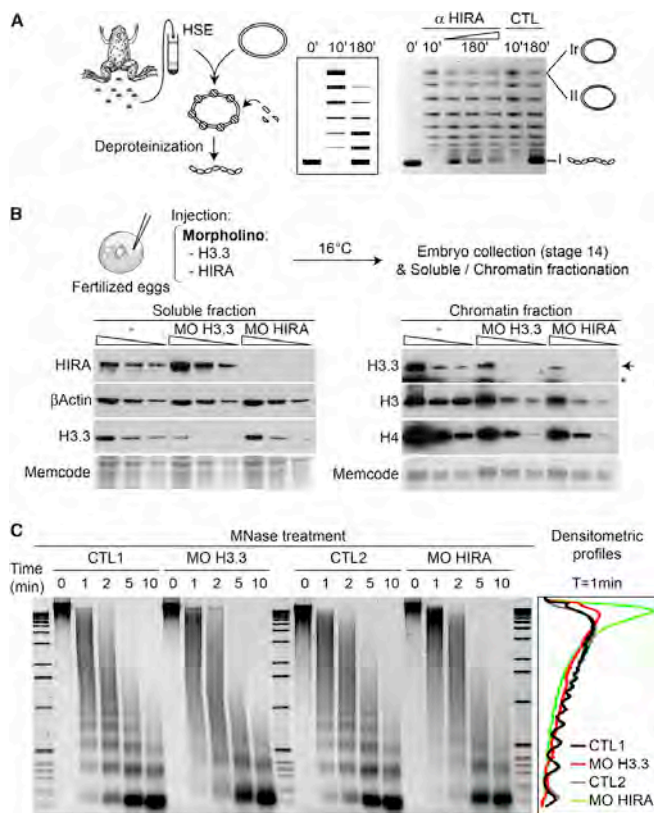 A
HSE
Deproteinization
0' 10' 180'
α HIRA CTL
0' 10' 180' 10' 180'
Ir
II
I
B
Injection:
Morpholino:
- H3.3
- HIRA
Fertilized eggs
16°C
Embryo collection (stage 14)
& Soluble / Chromatin fractionation
Soluble fraction
- MO H3.3 MO HIRA
HIRA
βActin
H3.3
Memcode
Chromatin fraction
- MO H3.3 MO HIRA
H3.3
*
H3
H4
Memcode
C
MNase treatment
Time
(min)
CTL1 MO H3.3 CTL2 MO HIRA
0 1 2 5 10 0 1 2 5 10 0 1 2 5 10 0 1 2 5 10
Densitometric
profiles
T=1min
CTL1
MO H3.3
CTL2
MO HIRA